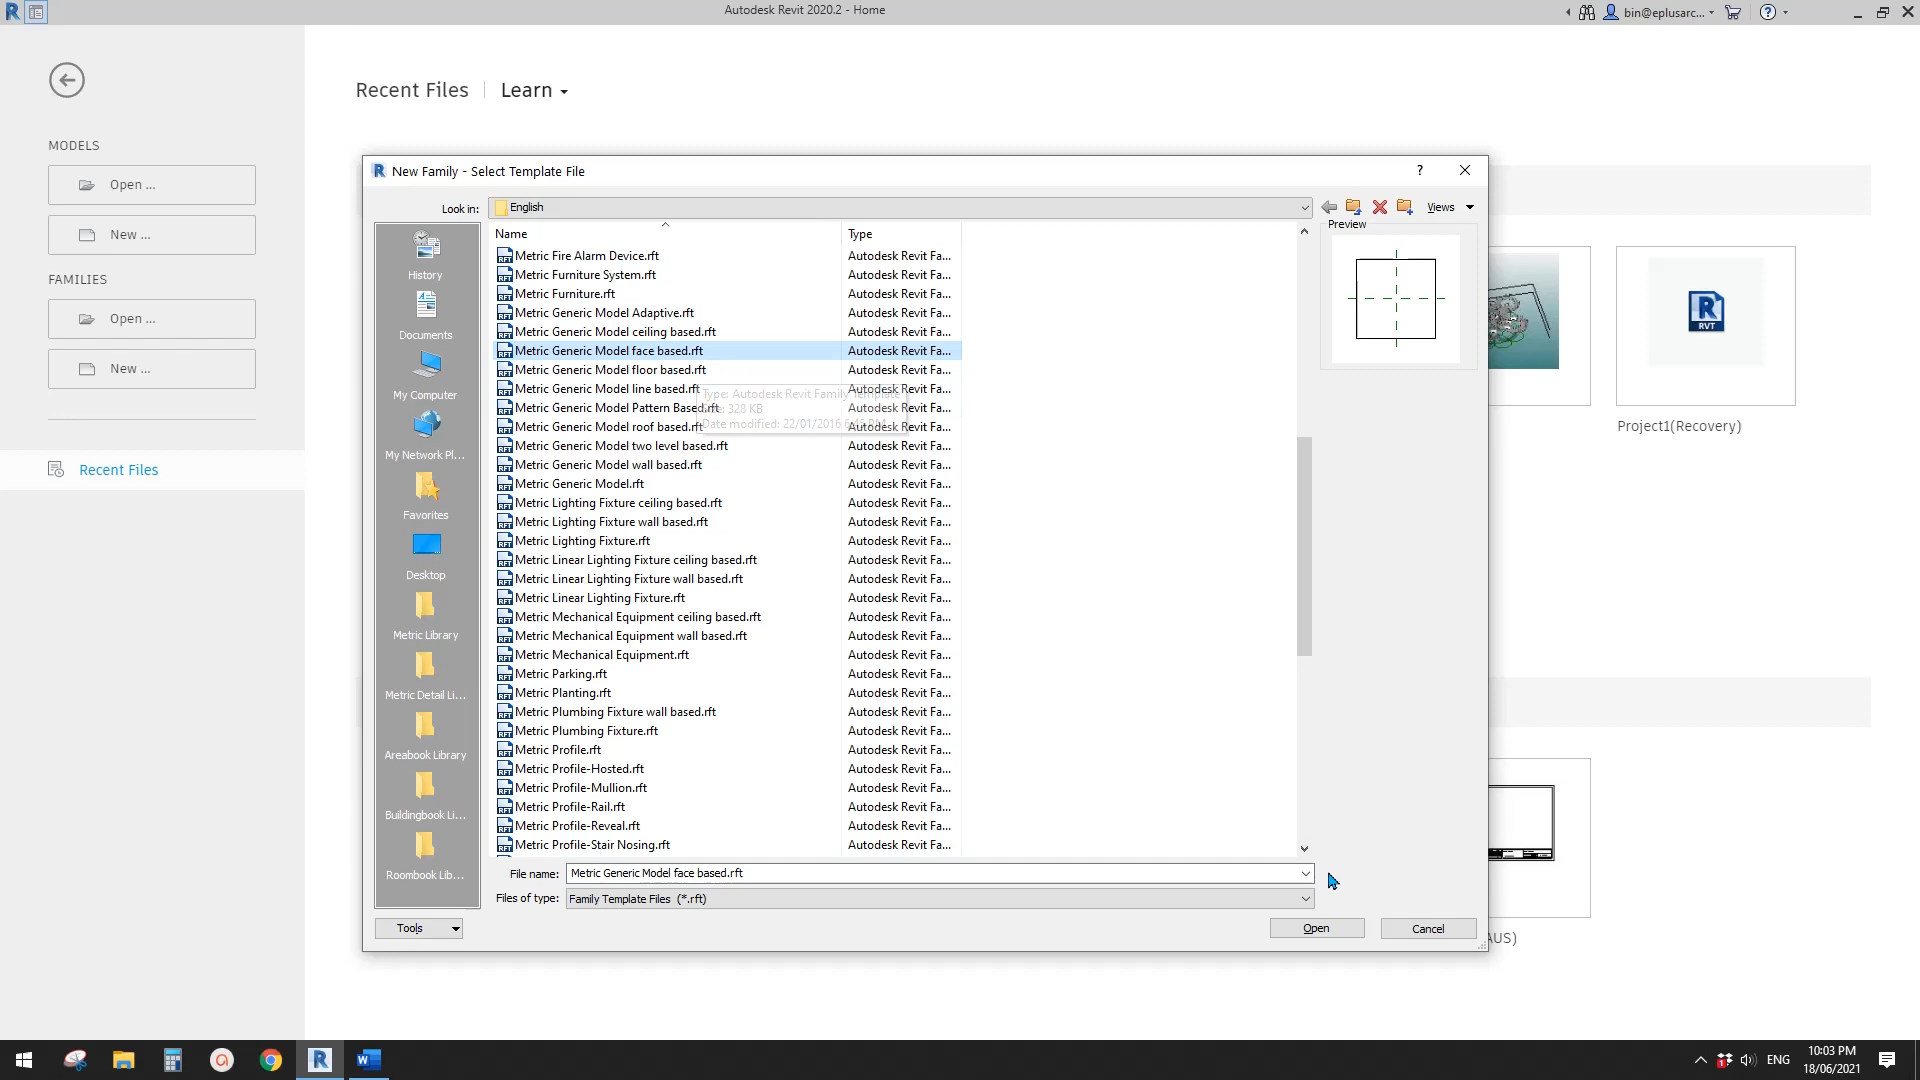 Autodesk Revit 2020.2 - Home
bin@eplusarc...
Recent Files
Learn
MODELS
Open ...
New ...
FAMILIES
Open ...
New ...
Recent Files
New Family - Select Template File
Look in:
English
Views
Preview
Name
Type
Metric Fire Alarm Device.rft Autodesk Revit Fa...
Metric Furniture System.rft Autodesk Revit Fa...
Metric Furniture.rft Autodesk Revit Fa...
Metric Generic Model Adaptive.rft Autodesk Revit Fa...
Metric Generic Model ceiling based.rft Autodesk Revit Fa...
Metric Generic Model face based.rft Autodesk Revit Fa...
Metric Generic Model floor based.rft Autodesk Revit Fa...
Metric Generic Model line based.rft Autodesk Revit Fa...
Metric Generic Model Pattern Based.rft Autodesk Revit Fa...
Metric Generic Model roof based.rft Autodesk Revit Fa...
Metric Generic Model two level based.rft Autodesk Revit Fa...
Metric Generic Model wall based.rft Autodesk Revit Fa...
Metric Generic Model.rft Autodesk Revit Fa...
Metric Lighting Fixture ceiling based.rft Autodesk Revit Fa...
Metric Lighting Fixture wall based.rft Autodesk Revit Fa...
Metric Lighting Fixture.rft Autodesk Revit Fa...
Metric Linear Lighting Fixture ceiling based.rft Autodesk Revit Fa...
Metric Linear Lighting Fixture wall based.rft Autodesk Revit Fa...
Metric Linear Lighting Fixture.rft Autodesk Revit Fa...
Metric Mechanical Equipment ceiling based.rft Autodesk Revit Fa...
Metric Mechanical Equipment wall based.rft Autodesk Revit Fa...
Metric Mechanical Equipment.rft Autodesk Revit Fa...
Metric Parking.rft Autodesk Revit Fa...
Metric Planting.rft Autodesk Revit Fa...
Metric Plumbing Fixture wall based.rft Autodesk Revit Fa...
Metric Plumbing Fixture.rft Autodesk Revit Fa...
Metric Profile.rft Autodesk Revit Fa...
Metric Profile-Hosted.rft Autodesk Revit Fa...
Metric Profile-Mullion.rft Autodesk Revit Fa...
Metric Profile-Rail.rft Autodesk Revit Fa...
Metric Profile-Reveal.rft Autodesk Revit Fa...
Metric Profile-Stair Nosing.rft Autodesk Revit Fa...
Type: Autodesk Revit Family Template
328 KB
Date modified: 22/01/2016
History
Documents
My Computer
My Network Pl...
Favorites
Desktop
Metric Library
Metric Detail Li...
Areabook Library
Buildingbook Li...
Roombook Lib...
File name:
Metric Generic Model face based.rft
Files of type:
Family Template Files (*.rft)
Tools
Open
Cancel
RVT
Project1(Recovery)
AUS)
ENG
10:03 PM
18/06/2021